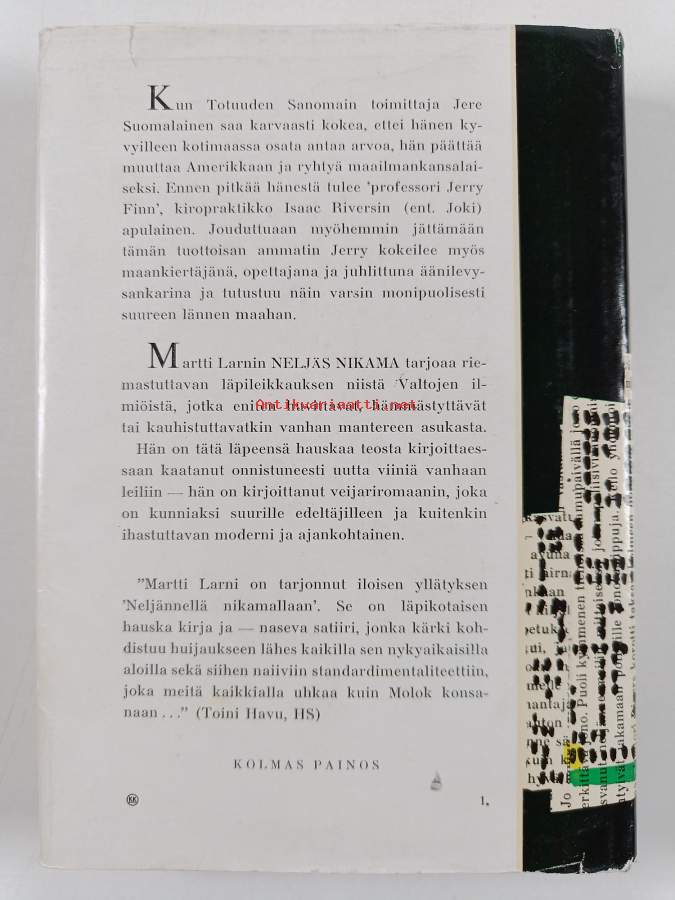 Kun Totuuden Sanomain toimittaja Jere
Suomalainen saa karvaasti kokea, ettei hänen ky-
vyilleen kotimaassa osata antaa arvoa, hän päättää
muuttaa Amerikkaan ja ryhtyä maailmankansalai-
seksi. Ennen pitkää hänestä tulee 'professori Jerry
Finn', kiropraktikko Isaac Riversin (ent. Joki)
apulainen. Jouduttuaan myöhemmin jättämään
tämän tuottoisan ammatin Jerry kokeilee myös
maankiertäjänä, opettajana ja juhlittuna äänilevy-
sankarina ja tutustuu näin varsin monipuolisesti
suureen lännen maahan.
Martti Larnin NELJÄS NIKAMA tarjoaa rie-
mastuttavan läpileikkauksen niistä Valtojen il-
miöistä, jotka eniten hämmästyttävät
tai kauhistuttavatkin vanhan mantereen asukasta.
Antikvariaatti.net
Hän on tätä läpeensä hauskaa teosta kirjoittaes-
saan kaatanut onnistuneesti uutta viiniä vanhaan
leiliin — hän on kirjoittanut veijariromaanin, joka
on kunniaksi suurille edeltäjilleen ja kuitenkin
ihastuttavan moderni ja ajankohtainen.
"Martti Larni on tarjonnut iloisen yllätyksen
'Neljännellä nikamallaan'. Se on läpikotaisen
hauska kirja ja — naseva satiiri, jonka kärki koh-
distuu huijaukseen lähes kaikilla sen nykyaikaisilla
aloilla sekä siihen naiiviin standardimentaliteettiin,
joka meitä kaikkialla uhkaa kuin Molok konsa-
naan ..." (Toini Havu, HS)
KOLMAS PAINOS
KK
1.